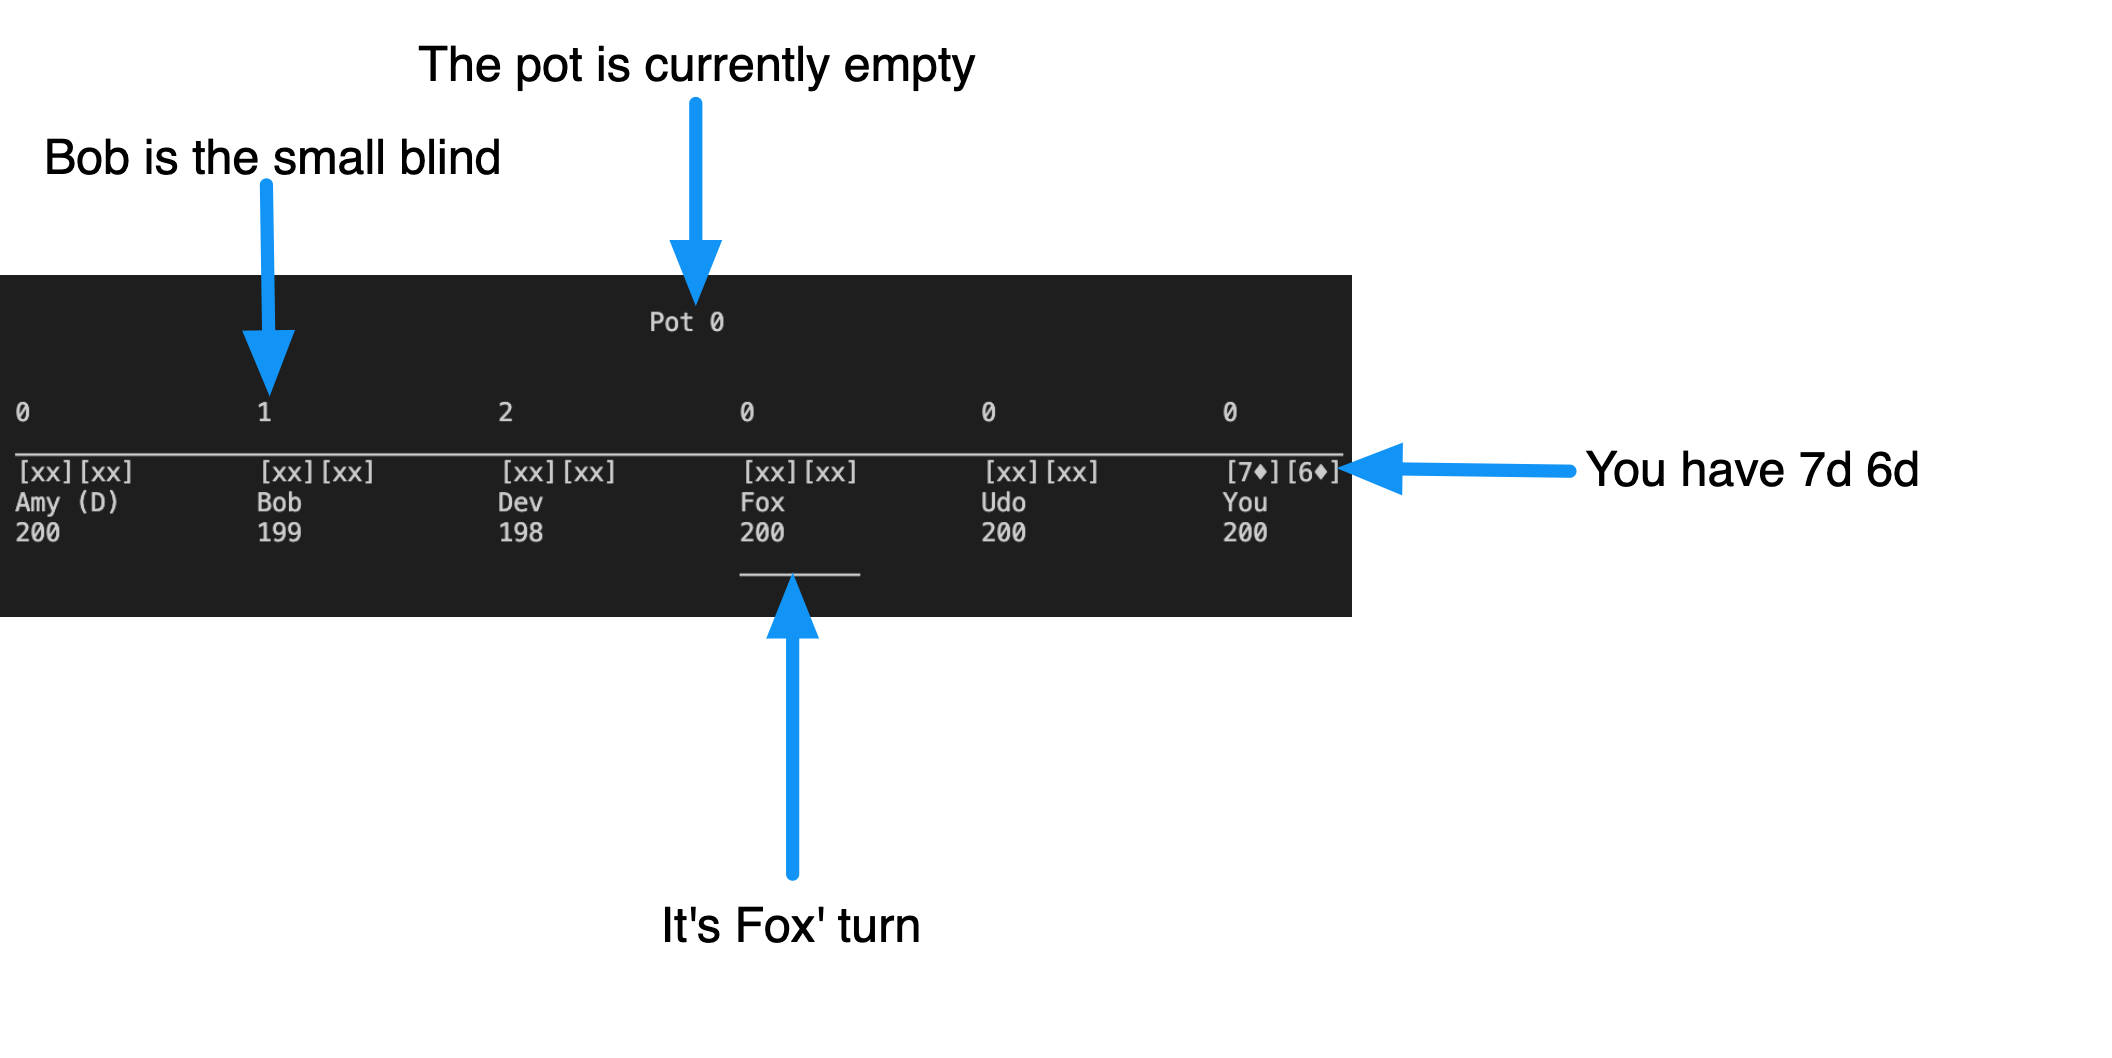 The pot is currently empty
Bob is the small blind
Pot 0
0 1 2 0 0 0
[xx][xx] [xx][xx] [xx][xx] [xx][xx] [xx][xx] [7♦][6♦]
You have 7d 6d
Amy (D) Bob Dev Fox Udo You
200 199 198 200 200 200
It's Fox' turn